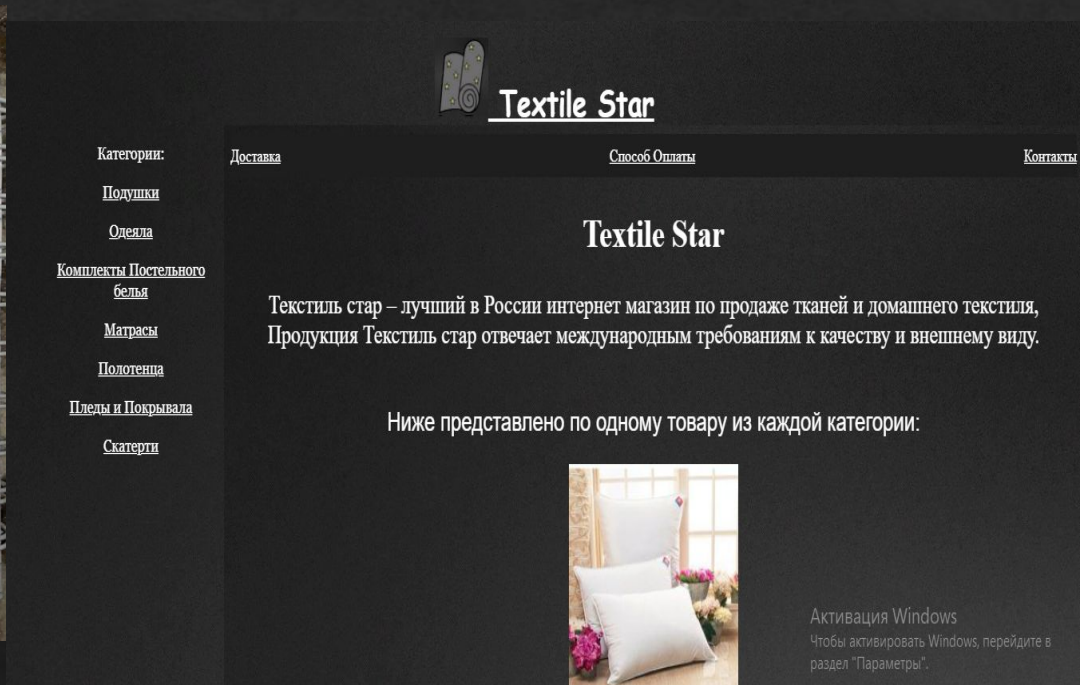 Textile Star
Категории:
Подушки
Одеяла
Комплекты Постельного
белья
Матрасы
Полотенца
Пледы и Покрывала
Скатерти
Доставка
Способ Оплаты
Контакты
Textile Star
Текстиль стар – лучший в России интернет магазин по продаже тканей и домашнего текстиля,
Продукция Текстиль стар отвечает международным требованиям к качеству и внешнему виду.
Ниже представлено по одному товару из каждой категории:
Активация Windows
Чтобы активировать Windows, перейдите в
раздел "Параметры".